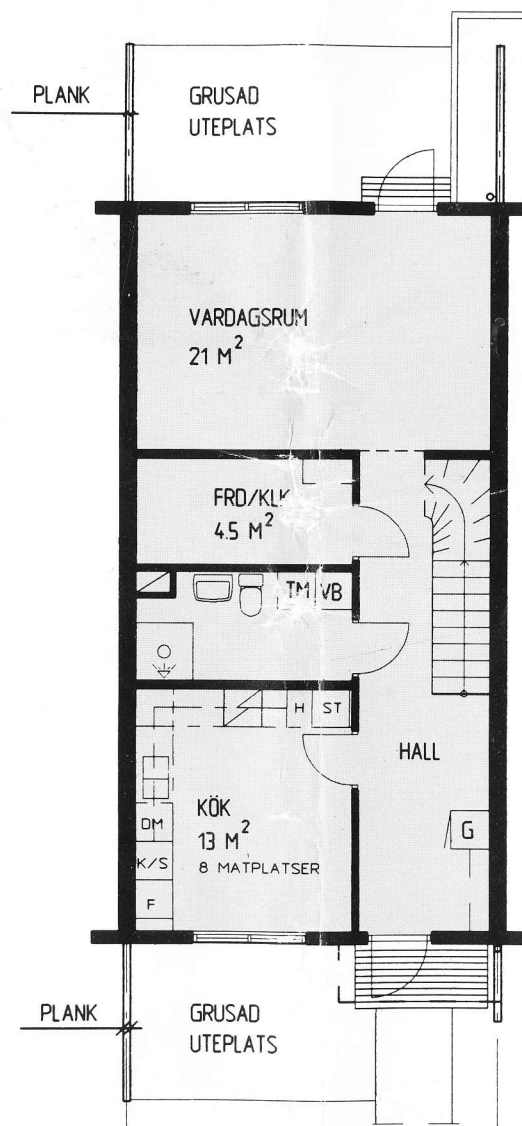 PLANK
GRUSAD
UTEPLATS
VARDAGSRUM
21 M²
FRD/KLK
4.5 M²
TM
VB
H
ST
HALL
KÖK
13 M²
8 MATPLATSER
DM
K/S
F
G
PLANK
GRUSAD
UTEPLATS